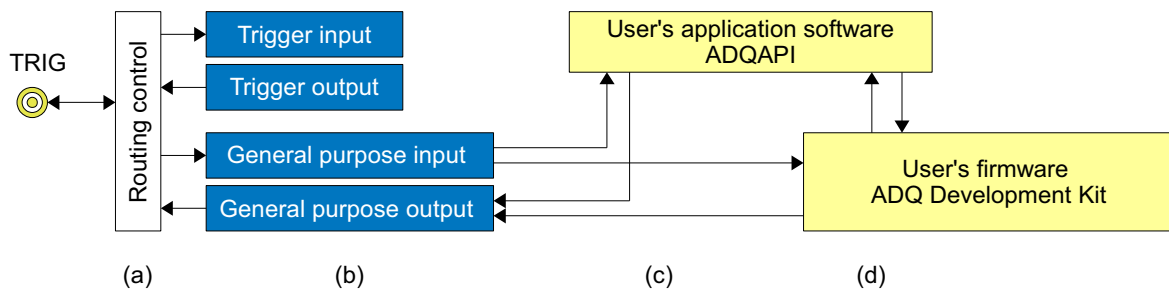 TRIG
Routing control
Trigger input
Trigger output
General purpose input
General purpose output
User's application software
ADQAPI
User's firmware
ADQ Development Kit
(a)
(b)
(c)
(d)